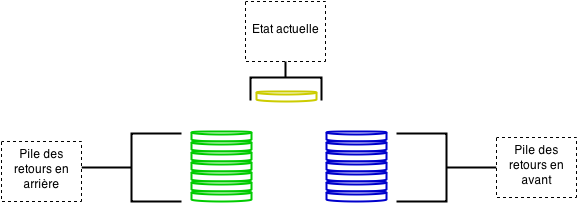 Etat actuelle
Pile des
retours en
arrière
Pile des
retours en
avant